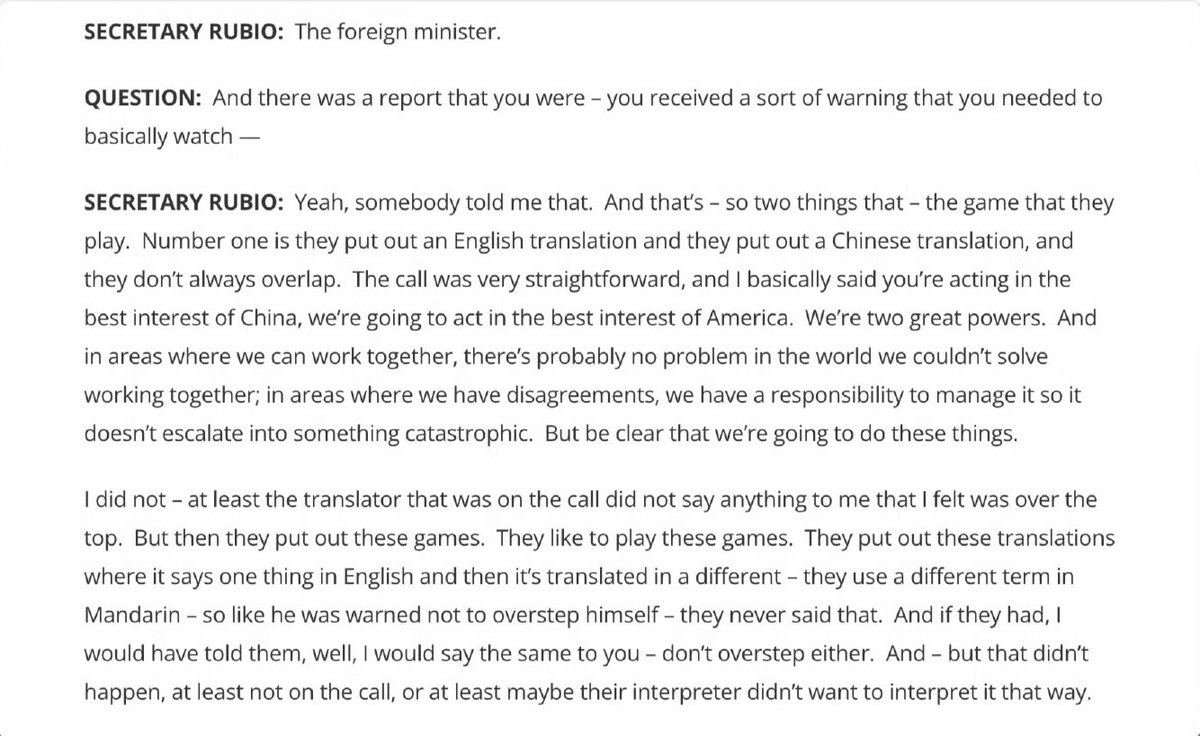 SECRETARY RUBIO:  The foreign minister.
QUESTION:  And there was a report that you were – you received a sort of warning that you needed to
basically watch —
SECRETARY RUBIO:  Yeah, somebody told me that.  And that’s – so two things that – the game that they
play.  Number one is they put out an English translation and they put out a Chinese translation, and
they don’t always overlap.  The call was very straightforward, and I basically said you’re acting in the
best interest of China, we’re going to act in the best interest of America.  We’re two great powers.  And
in areas where we can work together, there’s probably no problem in the world we couldn’t solve
working together; in areas where we have disagreements, we have a responsibility to manage it so it
doesn’t escalate into something catastrophic.  But be clear that we’re going to do these things.
I did not – at least the translator that was on the call did not say anything to me that I felt was over the
top.  But then they put out these games.  They like to play these games.  They put out these translations
where it says one thing in English and then it’s translated in a different – they use a different term in
Mandarin – so like he was warned not to overstep himself – they never said that.  And if they had, I
would have told them, well, I would say the same to you – don’t overstep either.  And – but that didn’t
happen, at least not on the call, or at least maybe their interpreter didn’t want to interpret it that way.